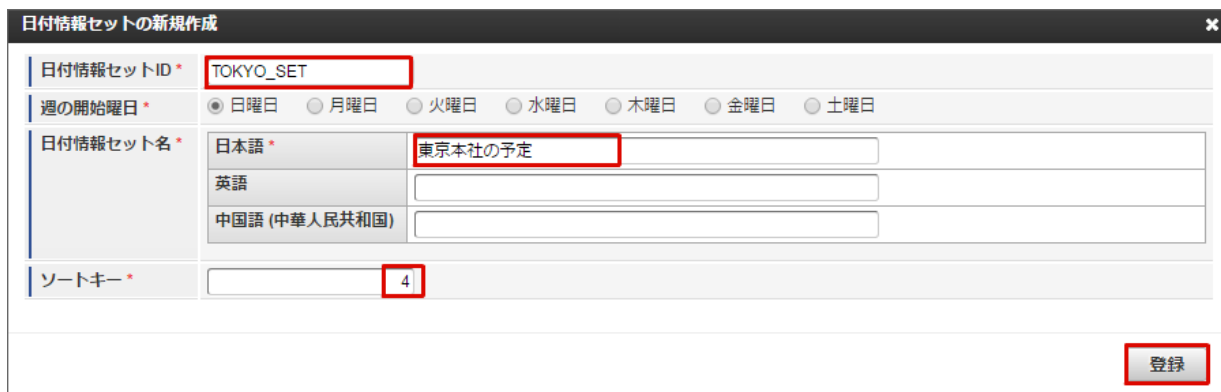 日付情報セットの新規作成
日付情報セットID * TOKYO_SET
週の開始曜日 * 日曜日 月曜日 火曜日 水曜日 木曜日 金曜日 土曜日
日付情報セット名 * 日本語 * 東京本社の予定
英語
中国語 (中華人民共和国)
ソートキー * 4
登録